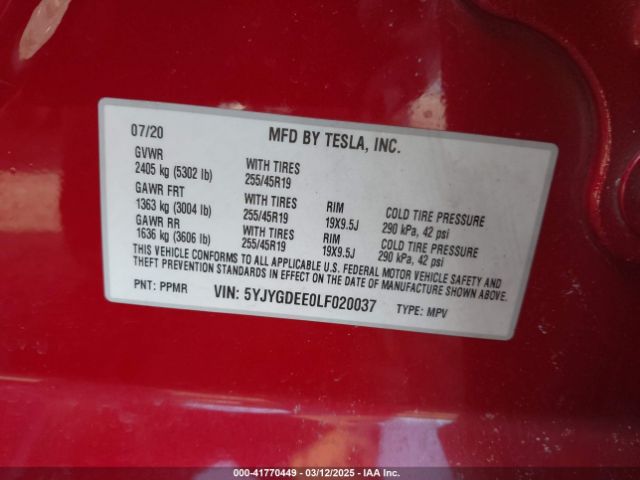 07/20 MFD BY TESLA, INC.
GVWR
2405 kg (5302 lb) WITH TIRES
255/45R19
GAWR FRT
1363 kg (3004 lb) WITH TIRES
255/45R19 RIM
19X9.5J COLD TIRE PRESSURE
290 kPa, 42 psi
GAWR RR
1636 kg (3606 lb) WITH TIRES
255/45R19 RIM
19X9.5J COLD TIRE PRESSURE
290 kPa, 42 psi
THIS VEHICLE CONFORMS TO ALL APPLICABLE U.S. FEDERAL MOTOR VEHICLE SAFETY AND
THEFT PREVENTION STANDARDS IN EFFECT ON THE DATE OF MANUFACTURE SHOWN ABOVE.
PNT: PPMR VIN: 5YJYGDEE0LF020037 TYPE: MPV
000-41770449 - 03/12/2025 - IAA Inc.